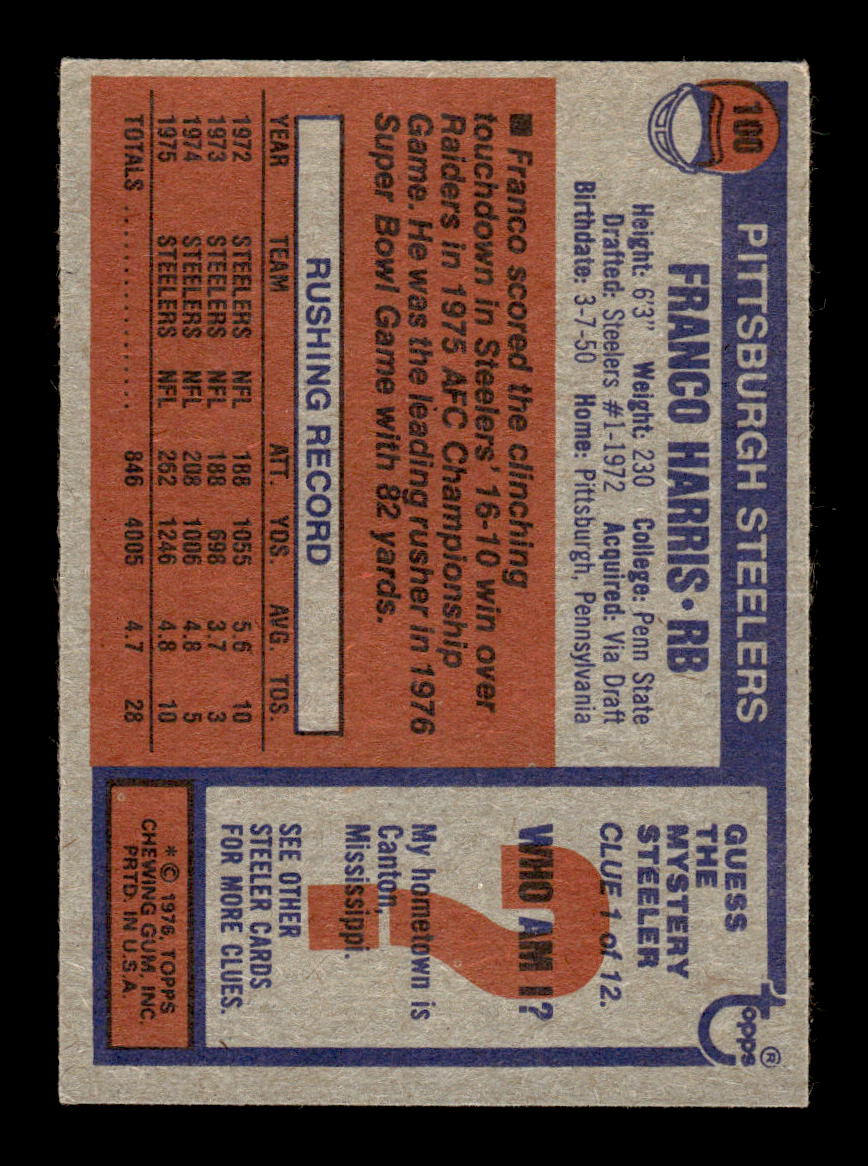 100
PITTSBURGH STEELERS
FRANCO HARRIS • RB
Height: 6'3" Weight: 230 College: Penn State
Drafted: Steelers #1-1972 Acquired: Via Draft
Birthdate: 3-7-50 Home: Pittsburgh, Pennsylvania
■ Franco scored the clinching
touchdown in Steelers' 16-10 win over
Raiders in 1975 AFC Championship
Game. He was the leading rusher in 1976
Super Bowl Game with 82 yards.
RUSHING RECORD
YEAR TEAM ATT. YDS. AVG. TDS.
1972 STEELERS NFL 188 1055 5.6 10
1973 STEELERS NFL 188 698 3.7 3
1974 STEELERS NFL 208 1006 4.8 5
1975 STEELERS NFL 262 1246 4.8 10
TOTALS .................. 846 4005 4.7 28
topps®
GUESS
THE
MYSTERY
STEELER
CLUE 1 of 12.
?
WHO AM I?
My hometown is
Canton,
Mississippi.
SEE OTHER
STEELER CARDS
FOR MORE CLUES.
* © 1976, TOPPS
CHEWING GUM, INC.
PRTD. IN U.S.A.